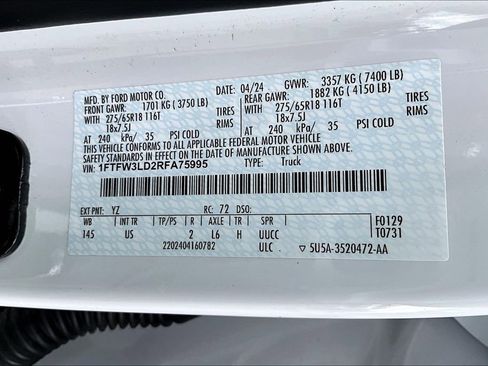 MFD. BY FORD MOTOR CO. 04/24 GVWR: 3357 KG ( 7400 LB)
FRONT GAWR: 1701 KG ( 3750 LB) REAR GAWR: 1882 KG ( 4150 LB)
WITH 275/65R18 116T TIRES WITH 275/65R18 116T TIRES
18x7.5J RIMS 18x7.5J RIMS
AT 240 kPa/ 35 PSI COLD AT 240 kPa/ 35 PSI COLD
THIS VEHICLE CONFORMS TO ALL APPLICABLE FEDERAL MOTOR VEHICLE
SAFETY, BUMPER, AND THEFT PREVENTION STANDARDS IN EFFECT ON THE DATE OF
VIN: 1FTFW3LD2RFA75995 TYPE: Truck
EXT PNT: YZ RC: 72 DSO:
WB INT TR TP/PS R AXLE TR SPR F0129
145 US 2 L6 H UUCC T0731
2202404160782 ULC ▽ 5U5A-3520472-AA